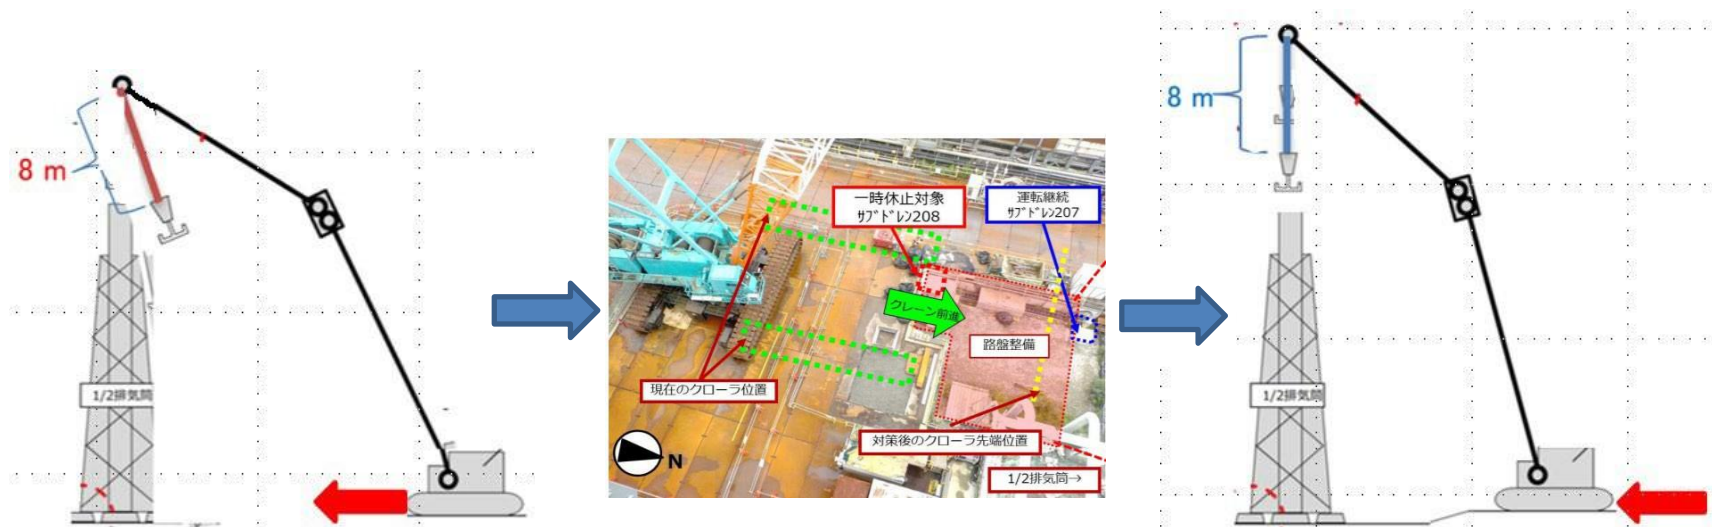 8 m
1/2排気筒
一時休止対象
ｻﾌﾞﾄﾞﾚﾝ208
運転継続
ｻﾌﾞﾄﾞﾚﾝ207
クレーン前進
路盤整備
現在のクローラ位置
対策後のクローラ先端位置
N
1/2排気筒→
8 m
1/2排気筒